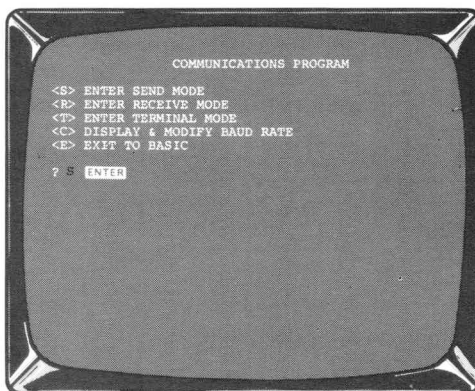 COMMUNICATIONS PROGRAM
<S> ENTER SEND MODE
<R> ENTER RECEIVE MODE
<T> ENTER TERMINAL MODE
<C> DISPLAY & MODIFY BAUD RATE
<E> EXIT TO BASIC
? S ENTER